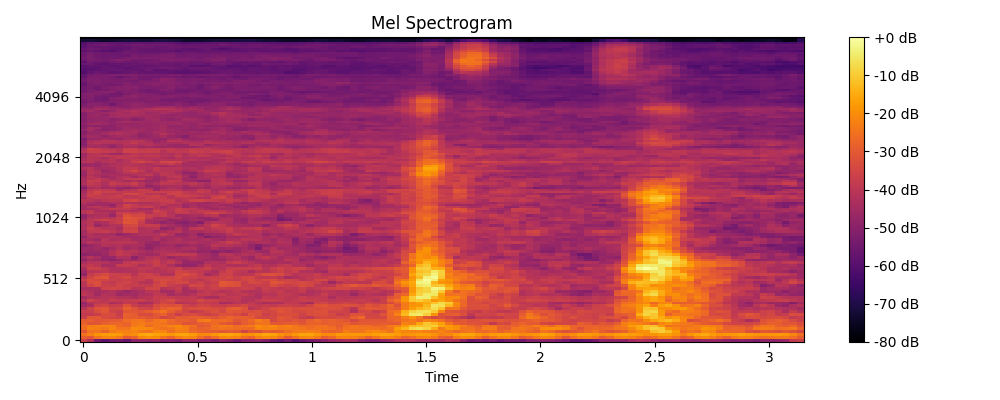 Mel Spectrogram
Hz
4096
2048
1024
512
0
0 0.5 1 1.5 2 2.5 3
Time
+0 dB
-10 dB
-20 dB
-30 dB
-40 dB
-50 dB
-60 dB
-70 dB
-80 dB